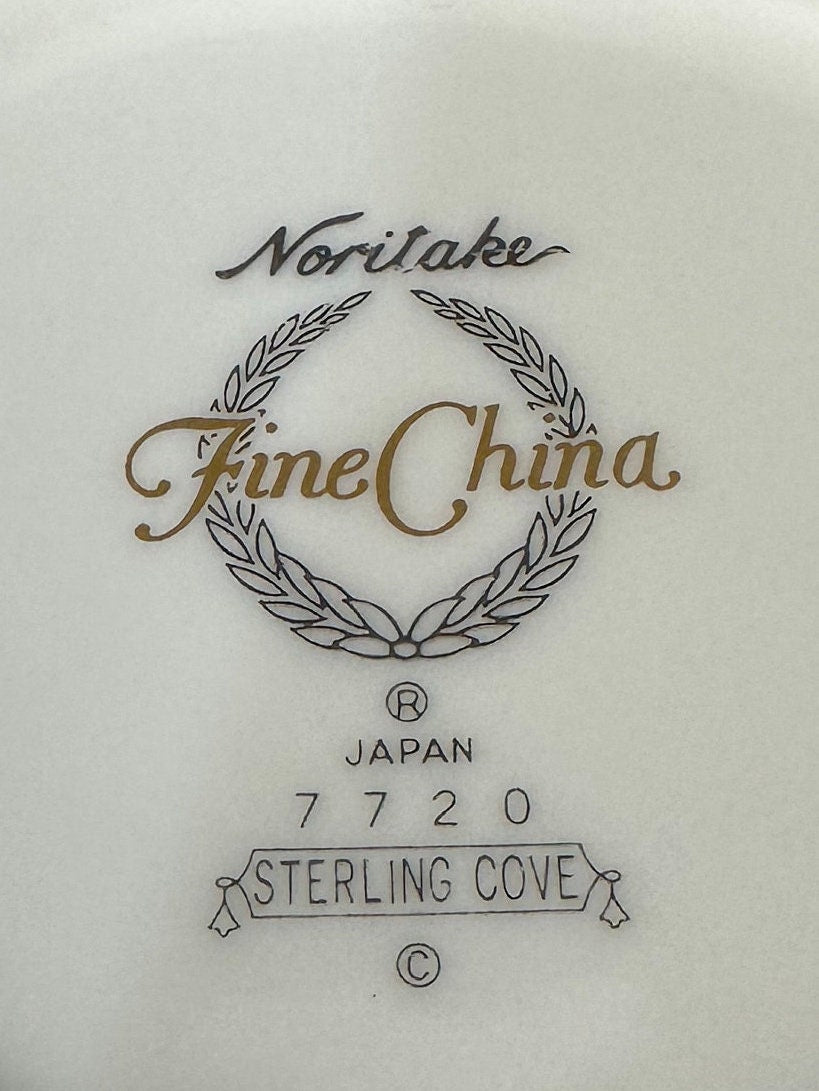 Noritake
Fine China
®
JAPAN
7720
STERLING COVE
©